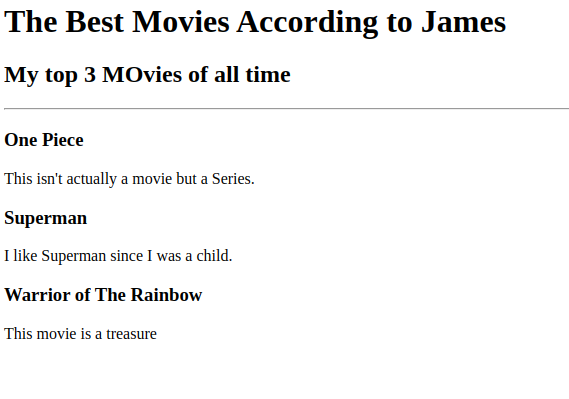 The Best Movies According to James
My top 3 MOvies of all time
One Piece
This isn't actually a movie but a Series.
Superman
I like Superman since I was a child.
Warrior of The Rainbow
This movie is a treasure